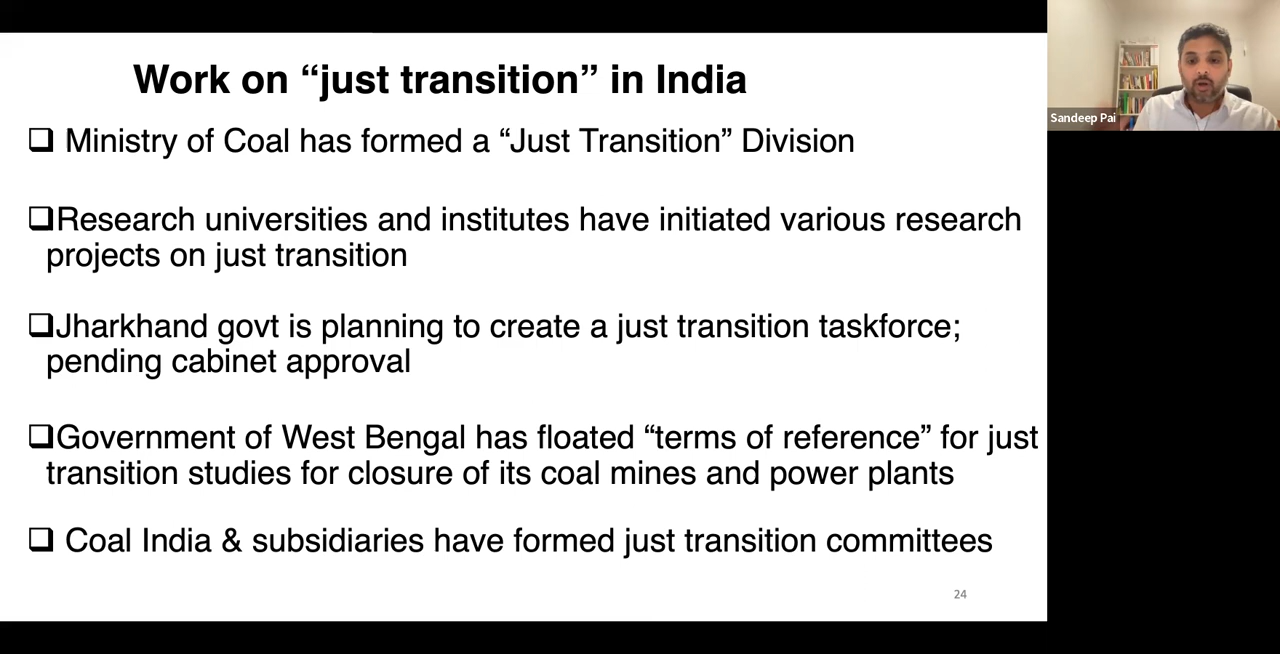 Work on “just transition” in India
❑ Ministry of Coal has formed a “Just Transition” Division
❑Research universities and institutes have initiated various research
projects on just transition
❑Jharkhand govt is planning to create a just transition taskforce;
pending cabinet approval
❑Government of West Bengal has floated “terms of reference” for just
transition studies for closure of its coal mines and power plants
❑ Coal India & subsidiaries have formed just transition committees
24
Sandeep Pai